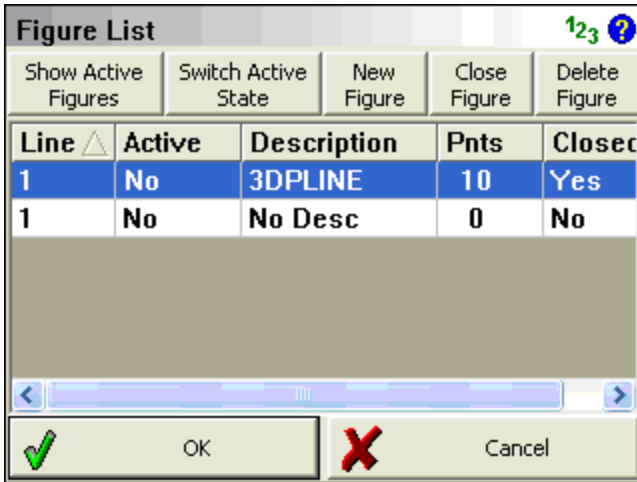 Figure List 123 ?
Show Active Figures Switch Active State New Figure Close Figure Delete Figure
Line Active Description Pnts Closed
1 No 3DPLINE 10 Yes
1 No No Desc 0 No
OK Cancel